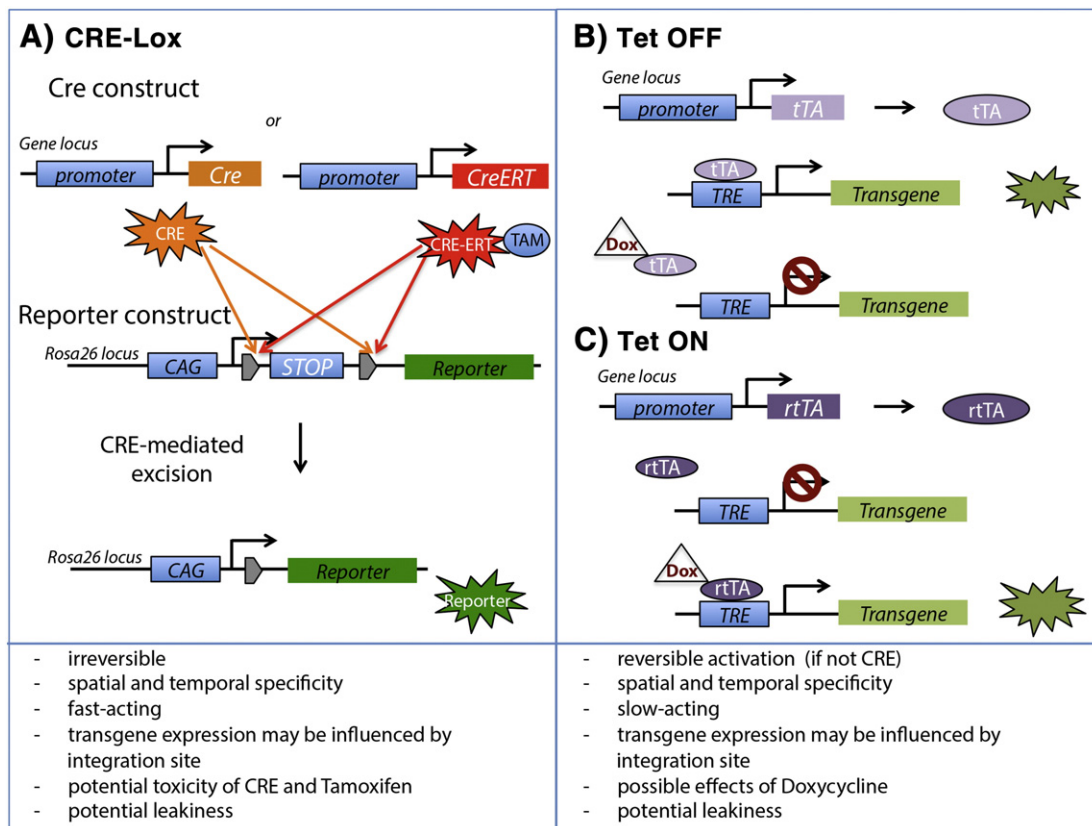 A) CRE-Lox
Cre construct
or
Gene locus
promoter
Cre
promoter
CreERT
CRE
CRE-ERT
TAM
Reporter construct
Rosa26 locus
CAG
STOP
Reporter
CRE-mediated
excision
Rosa26 locus
CAG
Reporter
Reporter
- irreversible
- spatial and temporal specificity
- fast-acting
- transgene expression may be influenced by
integration site
- potential toxicity of CRE and Tamoxifen
- potential leakiness
B) Tet OFF
Gene locus
promoter
tTA
tTA
tTA
TRE
Transgene
Dox
tTA
TRE
Transgene
C) Tet ON
Gene locus
promoter
rtTA
rtTA
rtTA
TRE
Transgene
Dox
rtTA
TRE
Transgene
- reversible activation (if not CRE)
- spatial and temporal specificity
- slow-acting
- transgene expression may be influenced by
integration site
- possible effects of Doxycycline
- potential leakiness